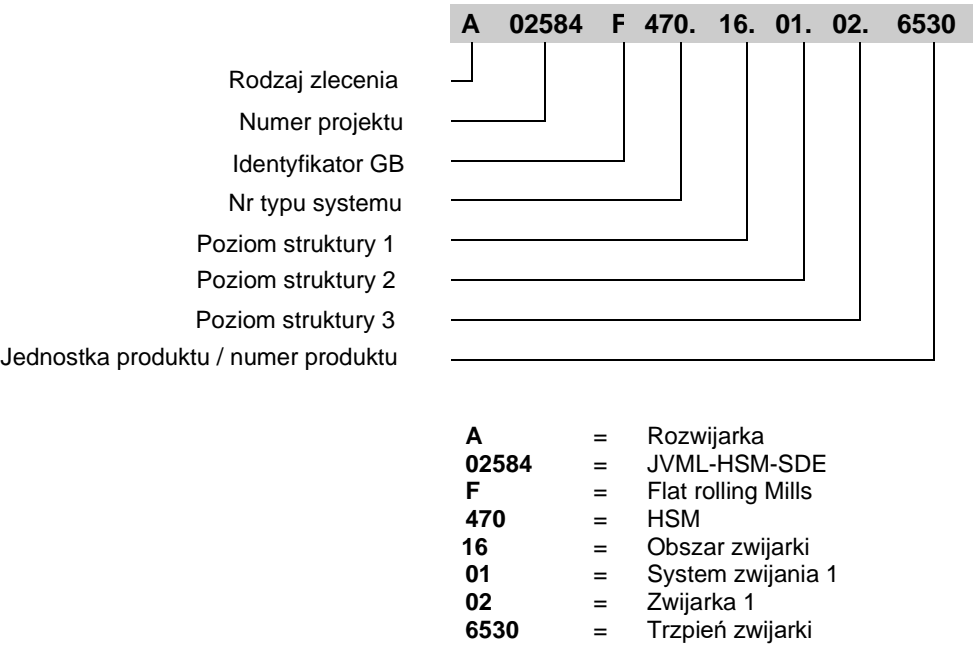 A 02584 F 470. 16. 01. 02. 6530
Rodzaj zlecenia
Numer projektu
Identyfikator GB
Nr typu systemu
Poziom struktury 1
Poziom struktury 2
Poziom struktury 3
Jednostka produktu / numer produktu
A = Rozwijarka
02584 = JVML-HSM-SDE
F = Flat rolling Mills
470 = HSM
16 = Obszar zwijarki
01 = System zwijania 1
02 = Zwijarka 1
6530 = Trzpień zwijarki